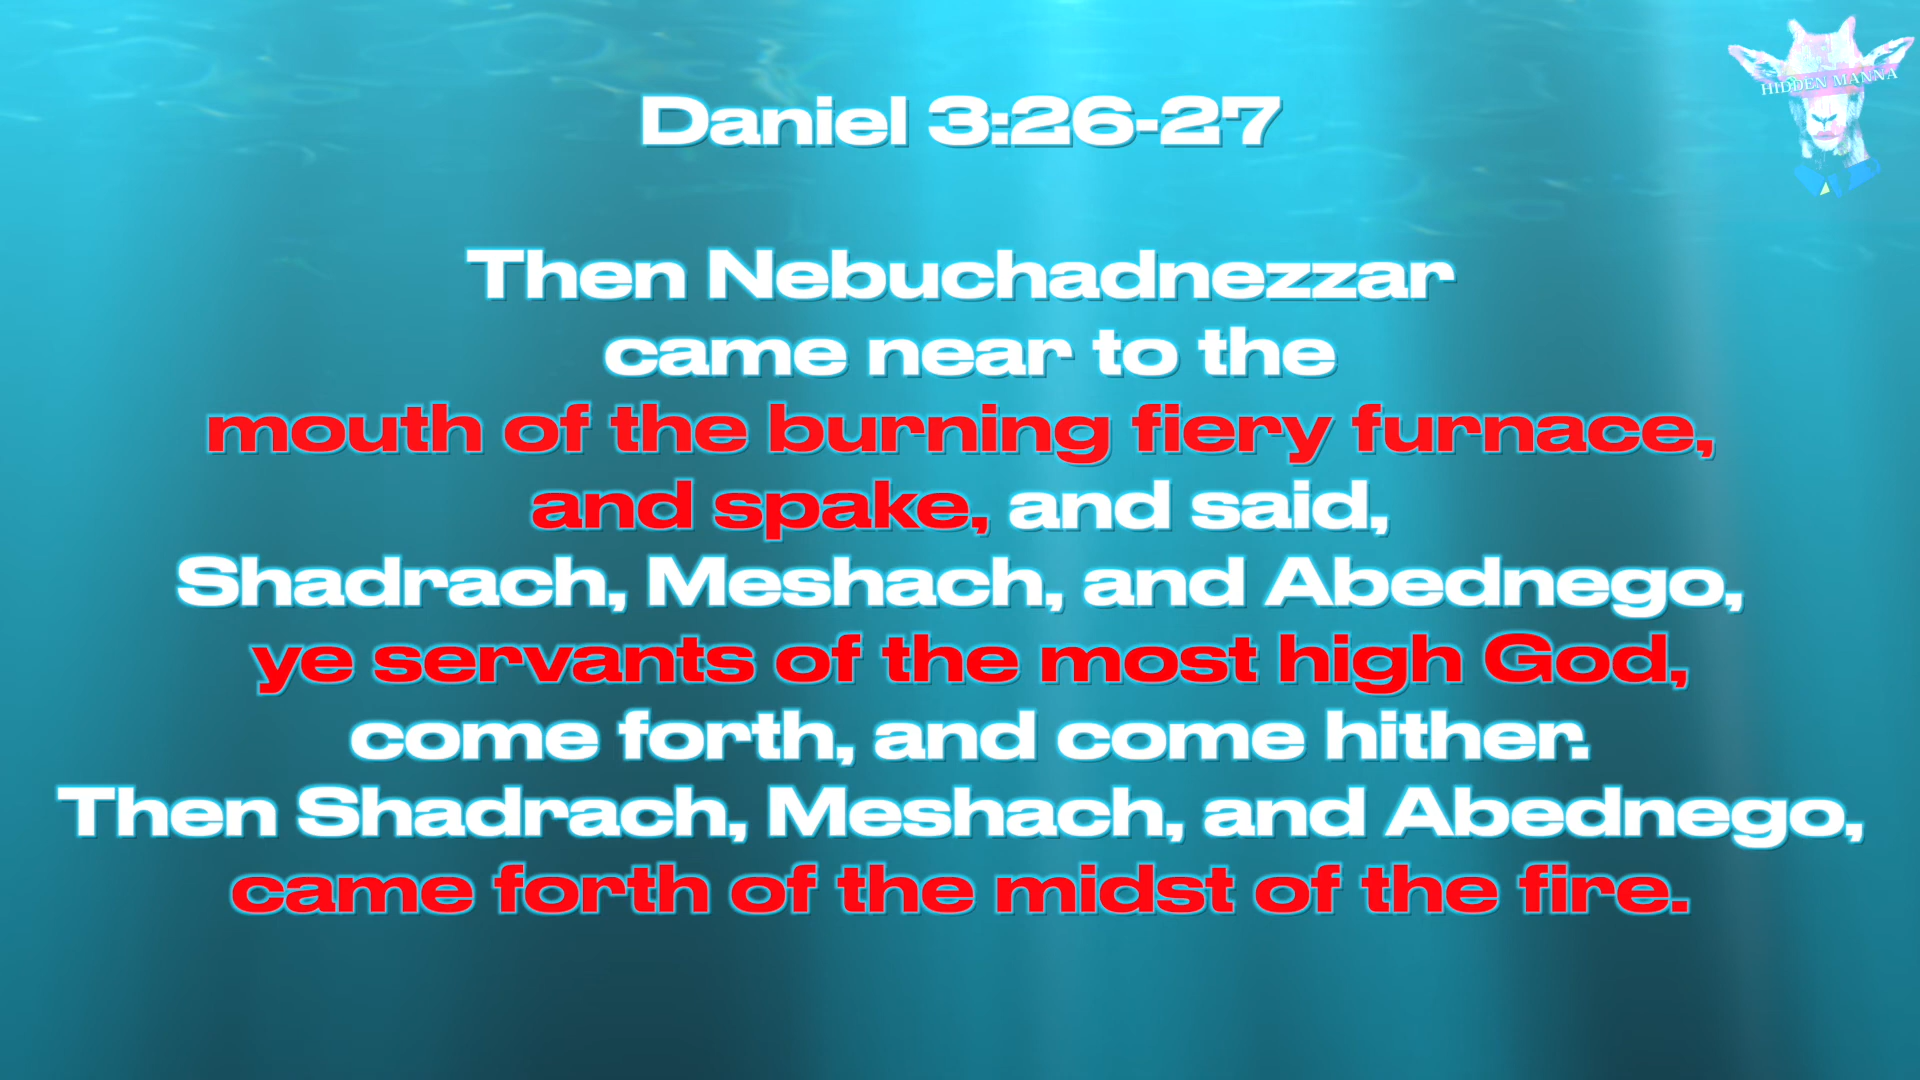 HIDDEN MANNA
Daniel 3:26-27
Then Nebuchadnezzar
came near to the
mouth of the burning fiery furnace,
and spake, and said,
Shadrach, Meshach, and Abednego,
ye servants of the most high God,
come forth, and come hither.
Then Shadrach, Meshach, and Abednego,
came forth of the midst of the fire.